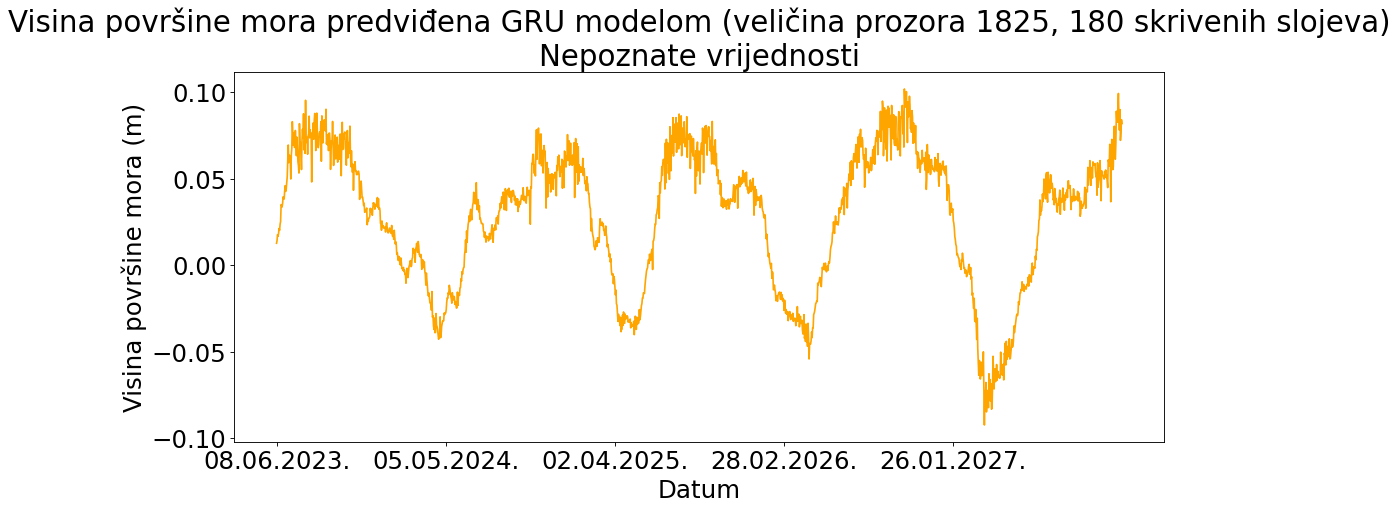 Visina površine mora predviđena GRU modelom (veličina prozora 1825, 180 skrivenih slojeva)
Nepoznate vrijednosti
Visina površine mora (m)
0.10
0.05
0.00
−0.05
−0.10
08.06.2023.
05.05.2024.
02.04.2025.
28.02.2026.
26.01.2027.
Datum